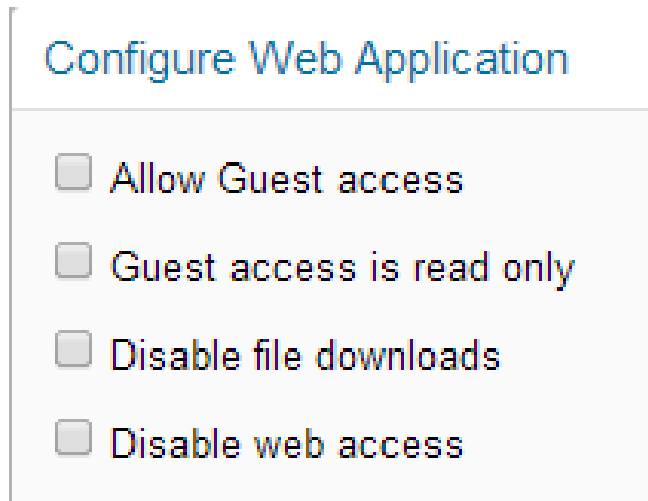 Configure Web Application
Allow Guest access
Guest access is read only
Disable file downloads
Disable web access